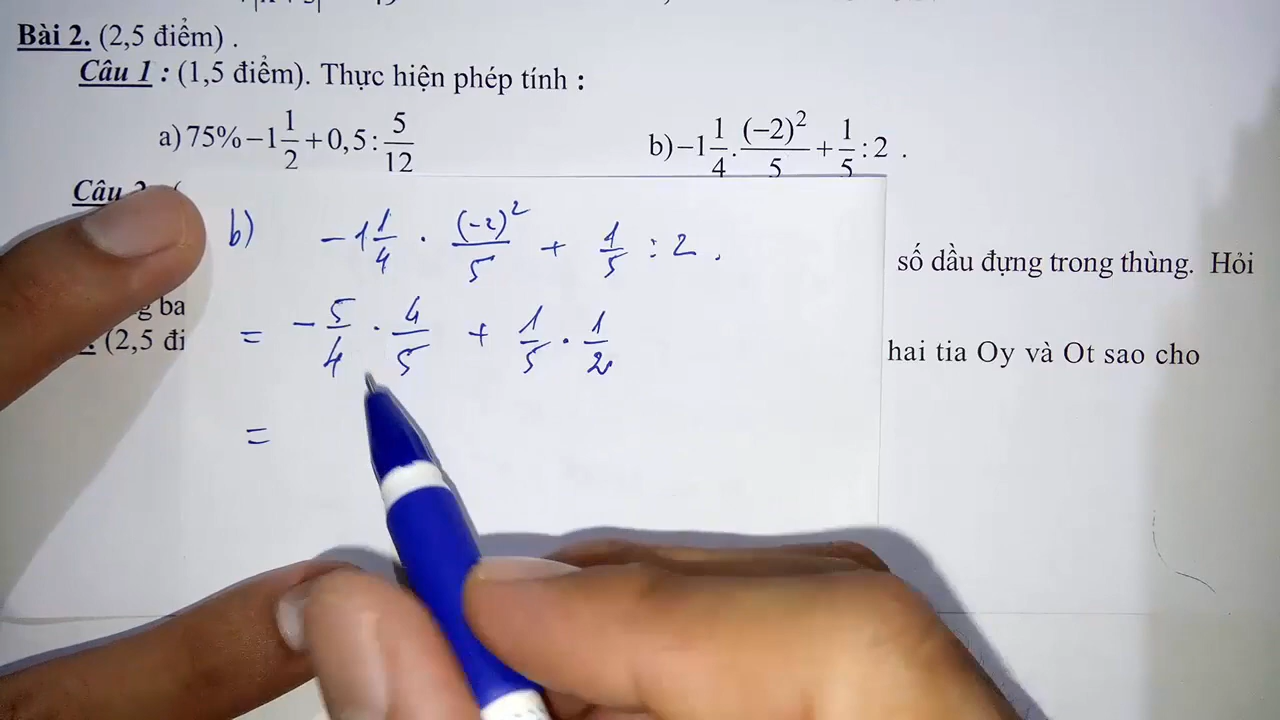 Bài 2. (2,5 điểm) .
Câu 1 : (1,5 điểm). Thực hiện phép tính :
a) 75% − 1 1/2 + 0,5 : 5/12
b) −1 1/4 . (−2)²/5 + 1/5 : 2 .
Câu
b) −1 1/4 . (−2)²/5 + 1/5 : 2 .
số dầu đựng trong thùng. Hỏi
ba
= −5/4 . 4/5 + 1/5 . 1/2
(2,5 đi
hai tia Oy và Ot sao cho
=